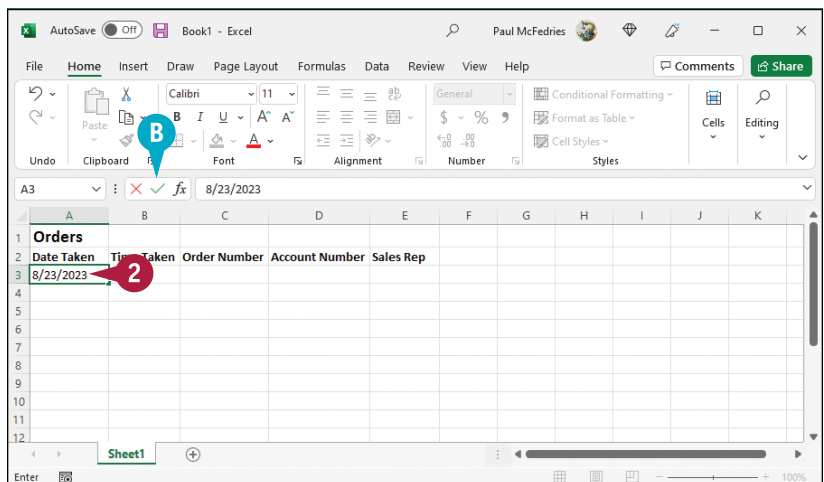 AutoSave Off Book1 - Excel Paul McFedries
File Home Insert Draw Page Layout Formulas Data Review View Help Comments Share
Calibri 11 ab General Conditional Formatting
Paste B I U A A $ % 9 Format as Table Cells Editing
B A Cell Styles
Undo Clipboard Font Alignment Number Styles
A3 fx 8/23/2023
A B C D E F G H I J K
1 Orders
2 Date Taken Time Taken Order Number Account Number Sales Rep
3 8/23/2023 2
4
5
6
7
8
9
10
11
12
Sheet1
Enter 100%